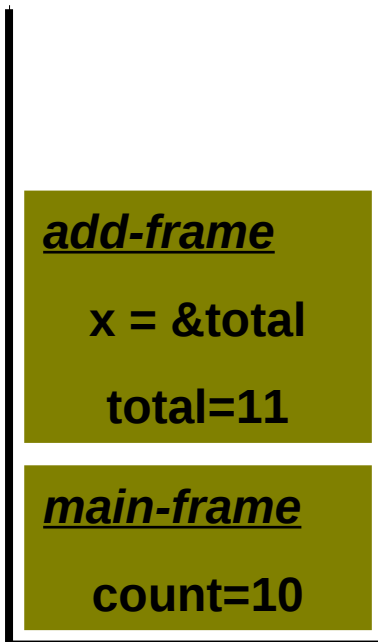 add-frame
x = &total
total=11
main-frame
count=10